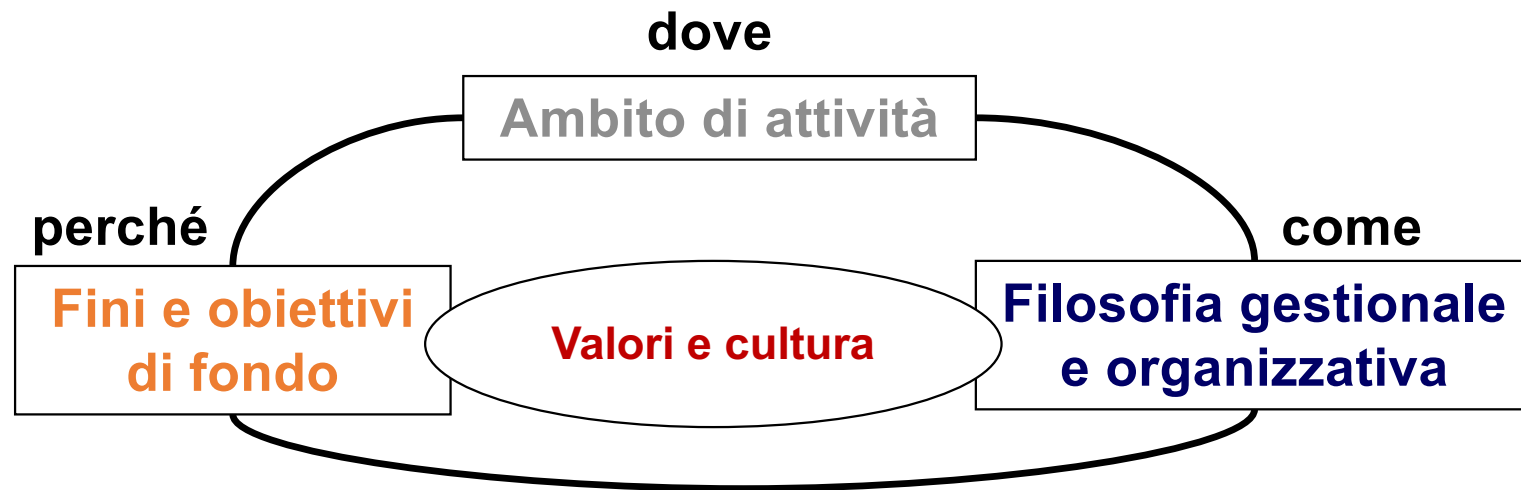 dove
Ambito di attività
perché
come
Fini e obiettivi
di fondo
Valori e cultura
Filosofia gestionale
e organizzativa